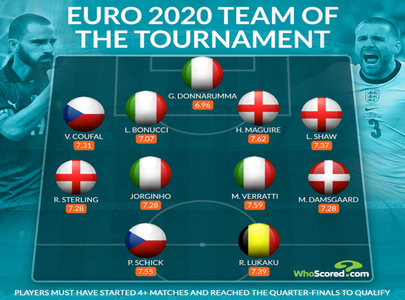 EURO 2020 TEAM OF
THE TOURNAMENT
G. DONNARUMMA
6.96
V. COUFAL
7.31
L. BONUCCI
7.07
H. MAGUIRE
7.62
L. SHAW
7.37
R. STERLING
7.28
JORGINHO
7.28
M. VERRATTI
7.59
M. DAMSGAARD
7.28
P. SCHICK
7.55
R. LUKAKU
7.39
3
WhoScored.com
PLAYERS MUST HAVE STARTED 4+ MATCHES AND REACHED THE QUARTER-FINALS TO QUALIFY